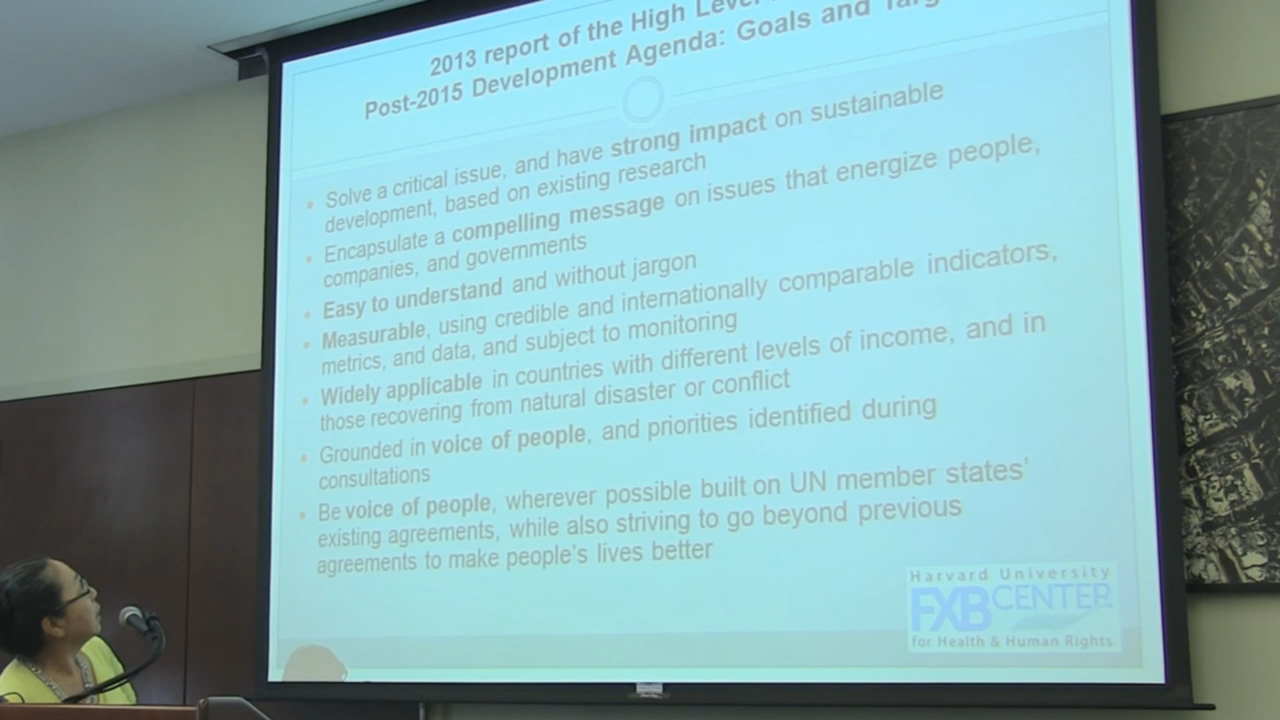 2013 report of the High Level
Post-2015 Development Agenda: Goals and
• Solve a critical issue, and have strong impact on sustainable
development, based on existing research
• Encapsulate a compelling message on issues that energize people,
companies, and governments
• Easy to understand and without jargon
• Measurable, using credible and internationally comparable indicators,
metrics, and data, and subject to monitoring
• Widely applicable in countries with different levels of income, and in
those recovering from natural disaster or conflict
• Grounded in voice of people, and priorities identified during
consultations
• Be voice of people, wherever possible built on UN member states'
existing agreements, while also striving to go beyond previous
agreements to make people's lives better
Harvard University
FXB CENTER
for Health & Human Rights